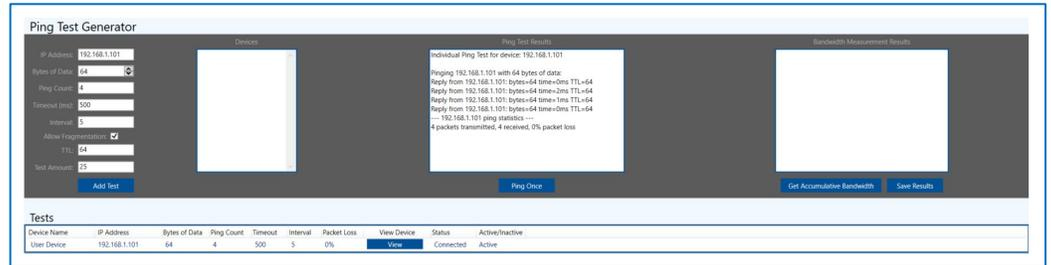 Ping Test Generator
IP Address: 192.168.1.101
Bytes of Data: 64
Ping Count: 4
Timeout (ms): 500
Interval: 5
Allow Fragmentation:
TTL: 64
Test Amount: 25
Add Test
Devices
Ping Test Results
Individual Ping Test for device: 192.168.1.101
Pinging 192.168.1.101 with 64 bytes of data:
Reply from 192.168.1.101: bytes=64 time=0ms TTL=64
Reply from 192.168.1.101: bytes=64 time=2ms TTL=64
Reply from 192.168.1.101: bytes=64 time=1ms TTL=64
Reply from 192.168.1.101: bytes=64 time=0ms TTL=64
--- 192.168.1.101 ping statistics ---
4 packets transmitted, 4 received, 0% packet loss
Ping Once
Bandwidth Measurement Results
Get Accumulative Bandwidth Save Results
Tests
Device Name IP Address Bytes of Data Ping Count Timeout Interval Packet Loss View Device Status Active/Inactive
User Device 192.168.1.101 64 4 500 5 0% View Connected Active